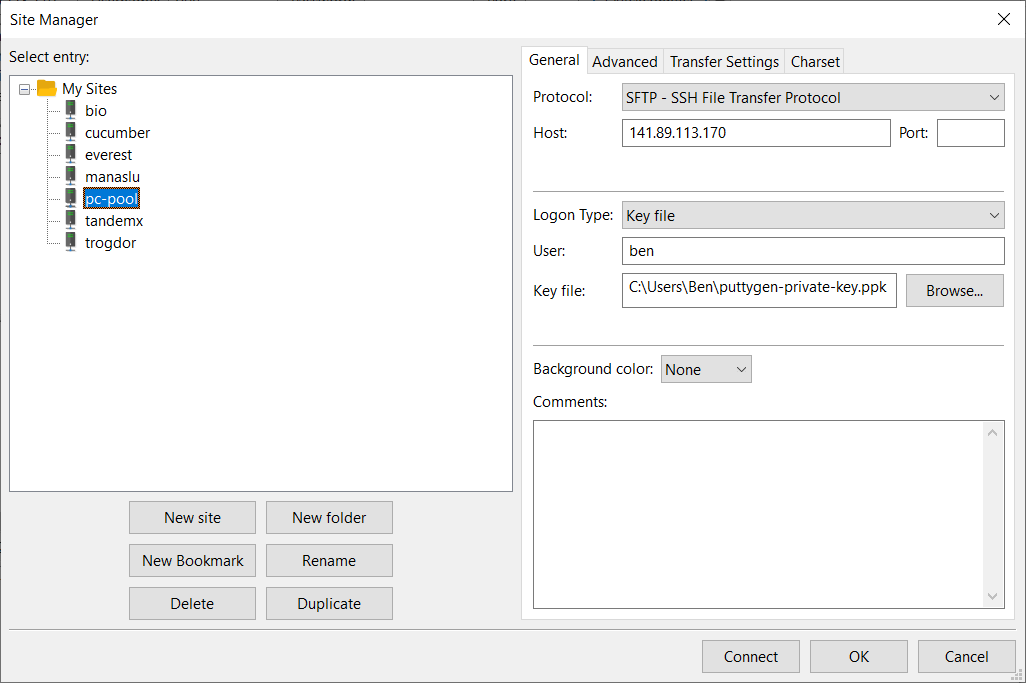 Site Manager
Select entry:
My Sites
bio
cucumber
everest
manaslu
pc-pool
tandemx
trogdor
New site
New folder
New Bookmark
Rename
Delete
Duplicate
General
Advanced
Transfer Settings
Charset
Protocol:
SFTP - SSH File Transfer Protocol
Host:
141.89.113.170
Port:
Logon Type:
Key file
User:
ben
Key file:
C:\Users\Ben\puttygen-private-key.ppk
Browse...
Background color:
None
Comments:
Connect
OK
Cancel